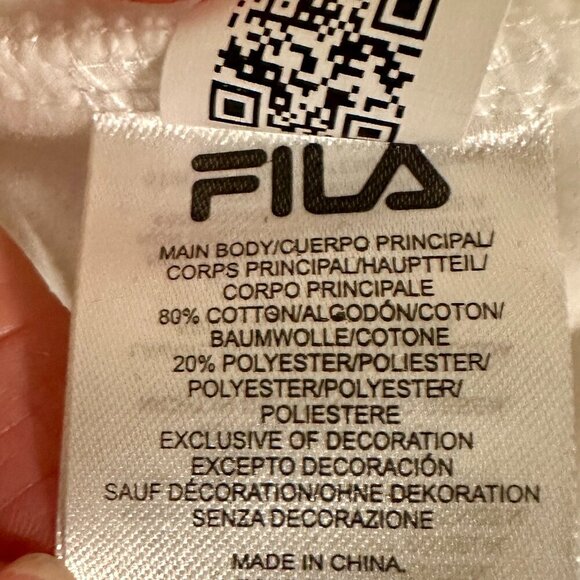 FILA
MAIN BODY/CUERPO PRINCIPAL/
CORPS PRINCIPAL/HAUPTTEIL/
CORPO PRINCIPALE
80% COTTON/ALGODÓN/COTON/
BAUMWOLLE/COTONE
20% POLYESTER/POLIESTER/
POLYESTER/POLYESTER/
POLIESTERE
EXCLUSIVE OF DECORATION
EXCEPTO DECORACIÓN
SAUF DÉCORATION/OHNE DEKORATION
SENZA DECORAZIONE
MADE IN CHINA.